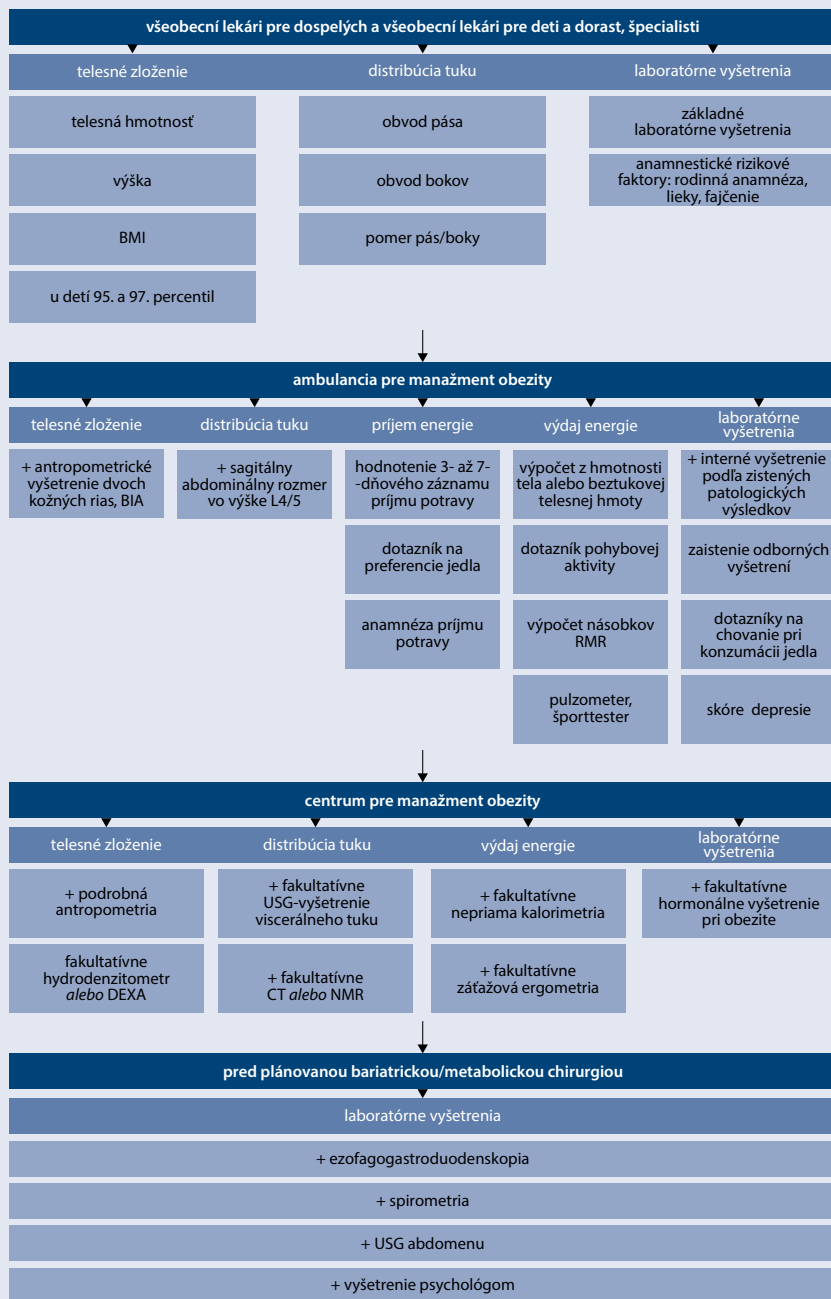 všeobecní lekári pre dospelých a všeobecní lekári pre deti a dorast, špecialisti
telesné zloženie
telesná hmotnosť
výška
BMI
u detí 95. a 97. percentil
distribúcia tuku
obvod pása
obvod bokov
pomer pás/boky
laboratórne vyšetrenia
základné
laboratórne vyšetrenia
anamnestické rizikové
faktory: rodinná anamnéza,
lieky, fajčenie
ambulancia pre manažment obezity
telesné zloženie
+ antropometrické
vyšetrenie dvoch
kožných rias, BIA
distribúcia tuku
+ sagitálny
abdominálny rozmer
vo výške L4/5
príjem energie
hodnotenie 3- až 7-
-dňového záznamu
príjmu potravy
dotazník na
preferencie jedla
anamnéza príjmu
potravy
výdaj energie
výpočet z hmotnosti
tela alebo beztukovej
telesnej hmoty
dotazník pohybovej
aktivity
výpočet násobkov
RMR
pulzometer,
športtester
laboratórne
vyšetrenia
+ interné vyšetrenie
podľa zistených
patologických
výsledkov
zaistenie odborných
vyšetrení
dotazníky na
chovanie pri
konzumácii jedla
skóre depresie
centrum pre manažment obezity
telesné zloženie
+ podrobná
antropometria
fakultatívne
hydrodenzitometr
alebo DEXA
distribúcia tuku
+ fakultatívne
USG-vyšetrenie
viscerálneho tuku
+ fakultatívne
CT alebo NMR
výdaj energie
+ fakultatívne
nepriama kalorimetria
+ fakultatívne
záťažová ergometria
laboratórne
vyšetrenia
+ fakultatívne
hormonálne vyšetrenie
pri obezite
pred plánovanou bariatrickou/metabolickou chirurgiou
laboratórne vyšetrenia
+ ezofagogastroduodenskopia
+ spirometria
+ USG abdomenu
+ vyšetrenie psychológom